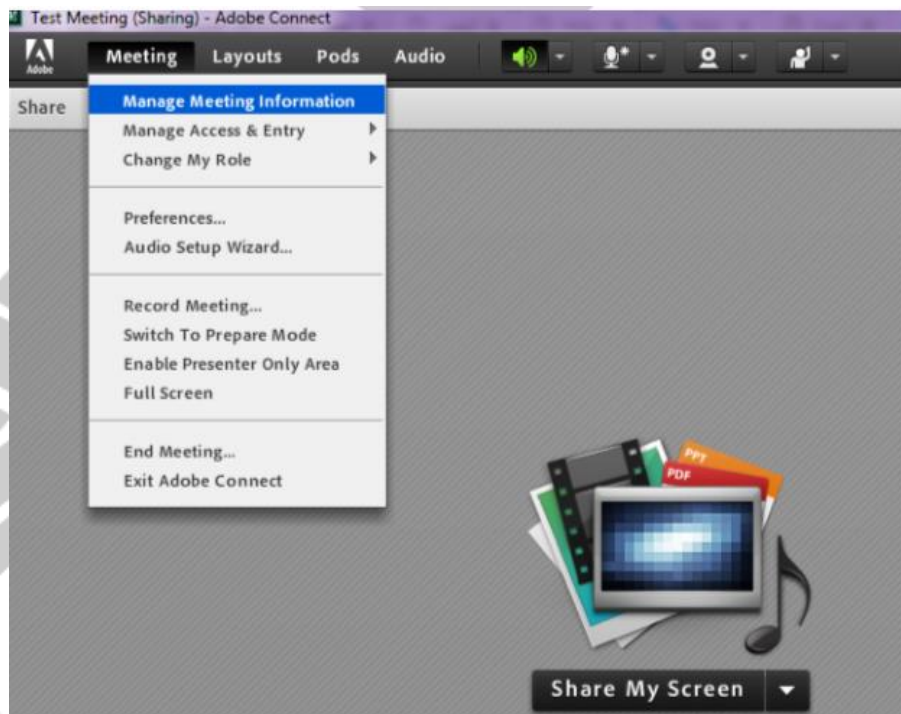 Test Meeting (Sharing) - Adobe Connect
Adobe Meeting Layouts Pods Audio
Share
Manage Meeting Information
Manage Access & Entry
Change My Role
Preferences...
Audio Setup Wizard...
Record Meeting...
Switch To Prepare Mode
Enable Presenter Only Area
Full Screen
End Meeting...
Exit Adobe Connect
PPT
PDF
Share My Screen